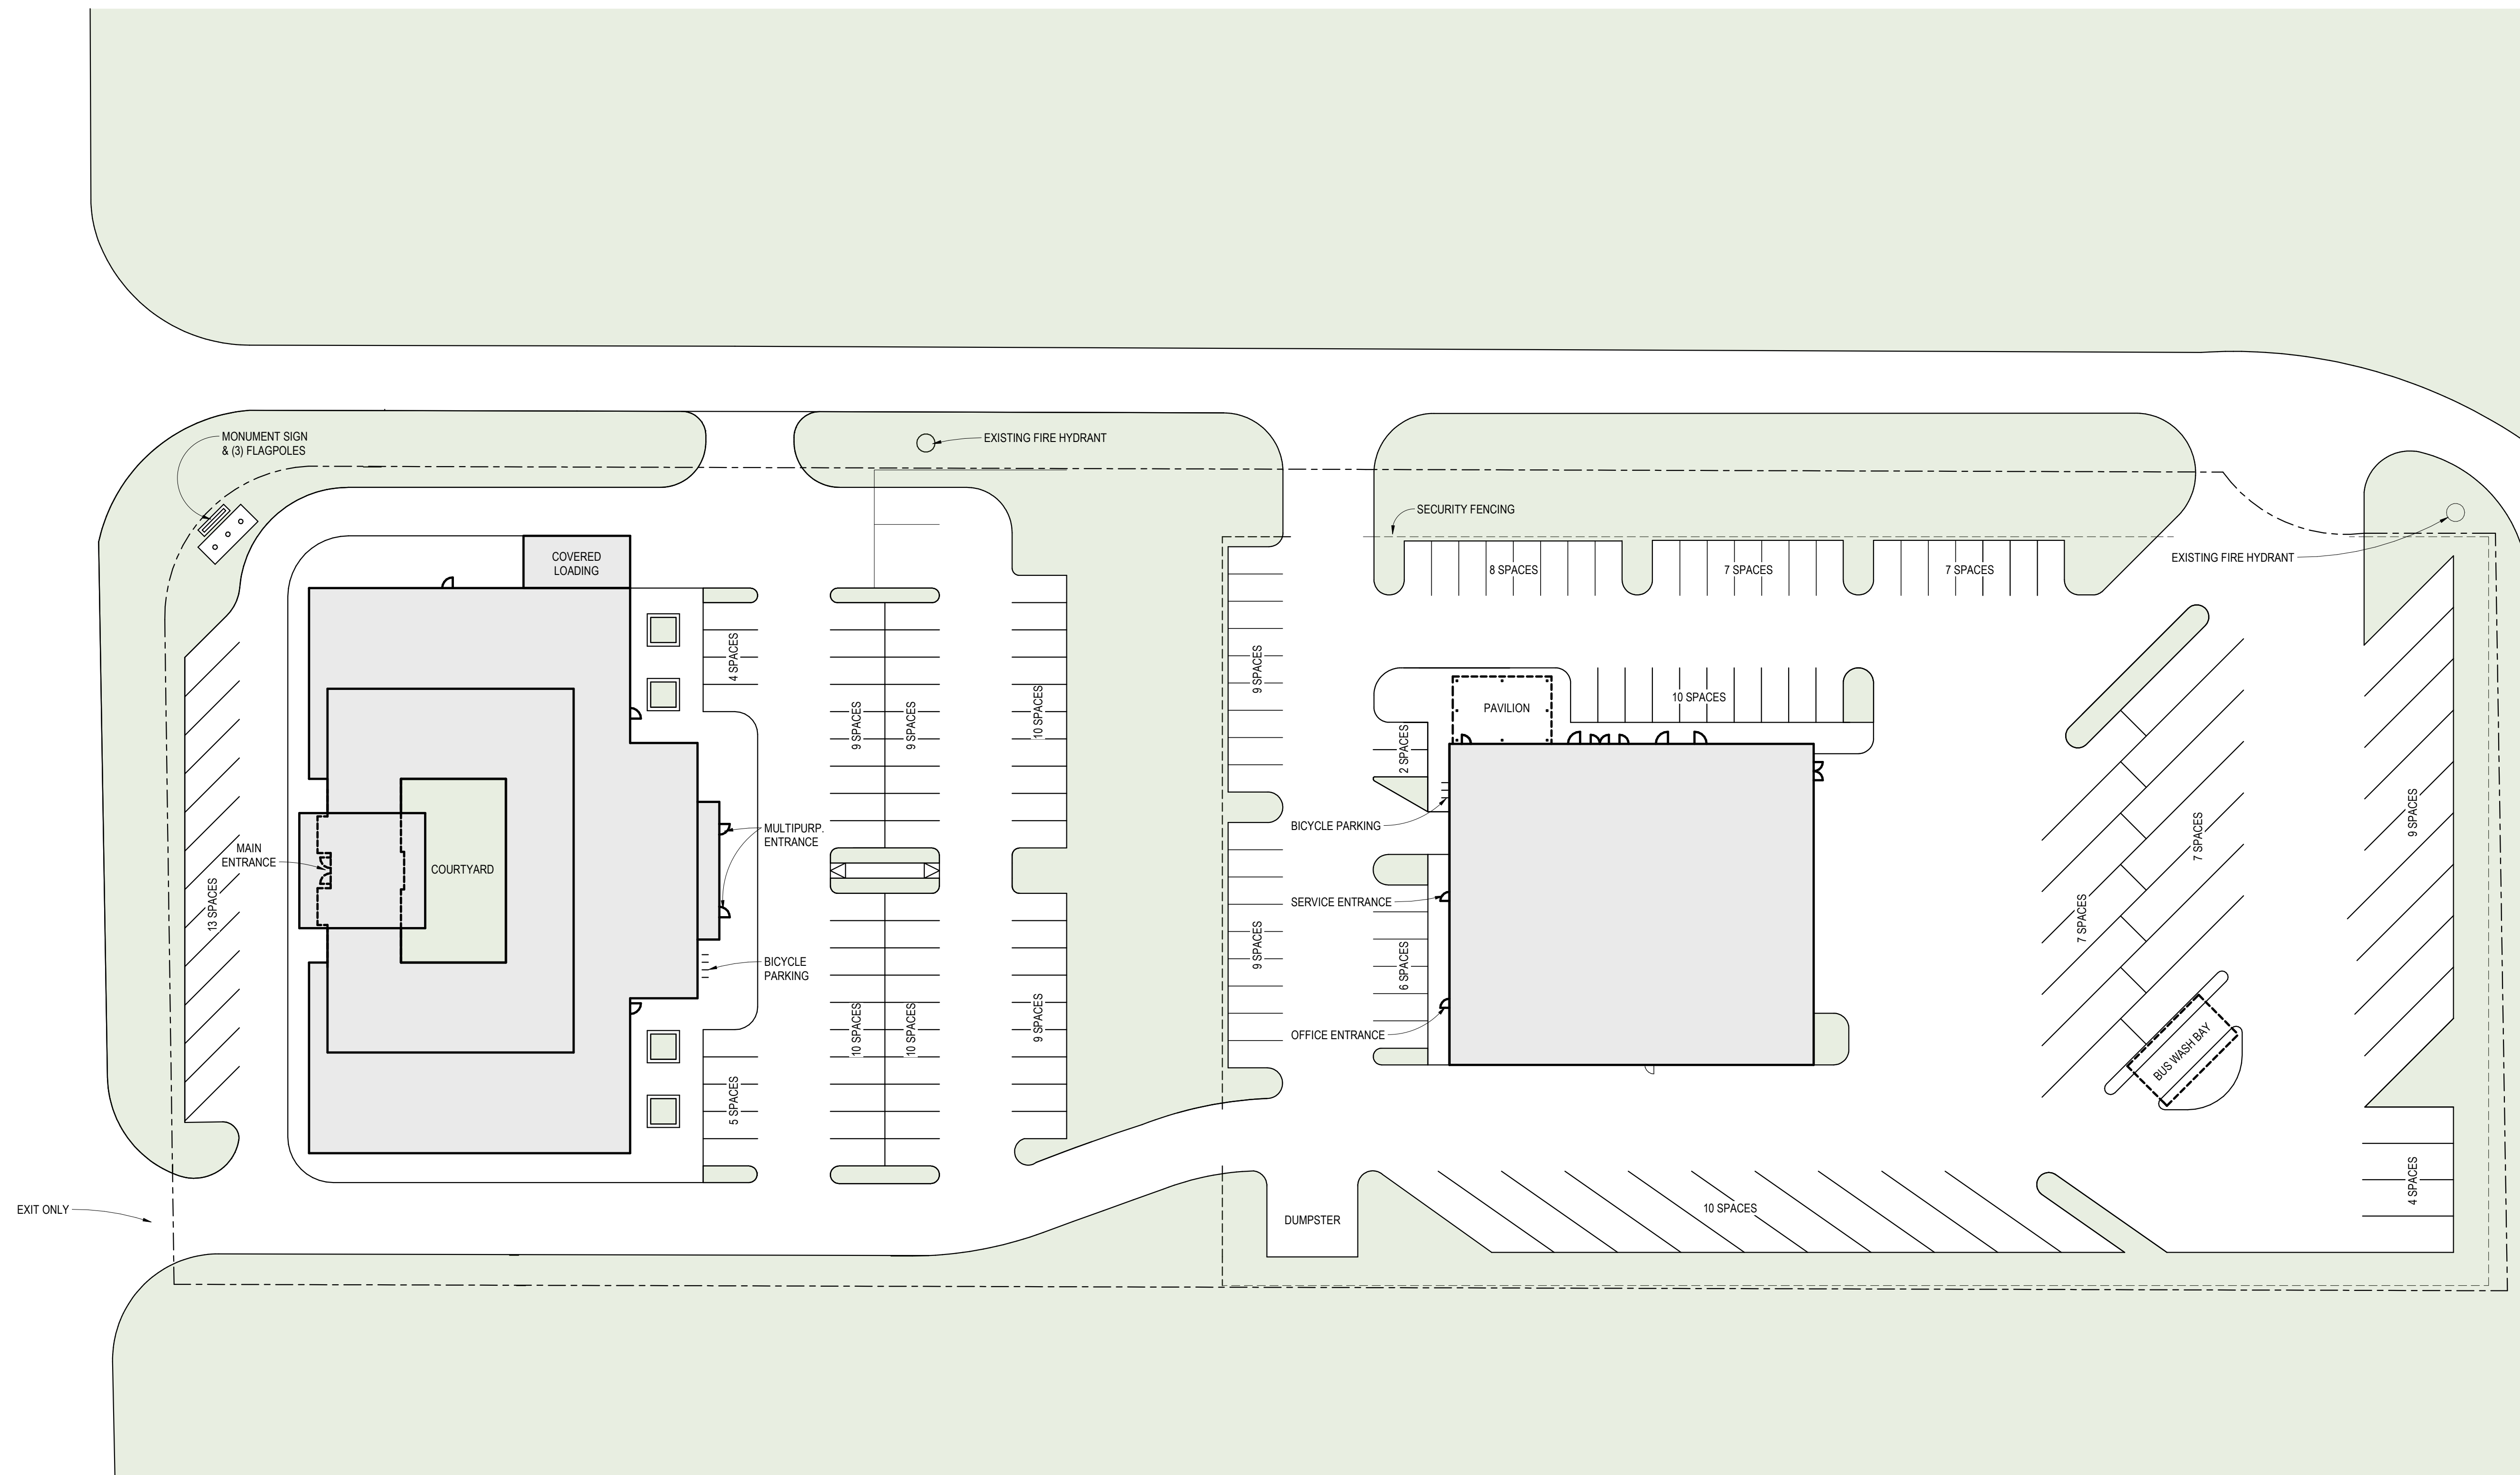 MONUMENT SIGN
& (3) FLAGPOLES
EXISTING FIRE HYDRANT
SECURITY FENCING
EXISTING FIRE HYDRANT
COVERED
LOADING
8 SPACES
7 SPACES
7 SPACES
4 SPACES
9 SPACES
9 SPACES
10 SPACES
9 SPACES
10 SPACES
PAVILION
2 SPACES
BICYCLE PARKING
MULTIPURP.
ENTRANCE
MAIN
ENTRANCE
COURTYARD
13 SPACES
SERVICE ENTRANCE
7 SPACES
7 SPACES
9 SPACES
BICYCLE
PARKING
9 SPACES
6 SPACES
10 SPACES
10 SPACES
9 SPACES
OFFICE ENTRANCE
BUS WASH BAY
5 SPACES
EXIT ONLY
DUMPSTER
10 SPACES
4 SPACES